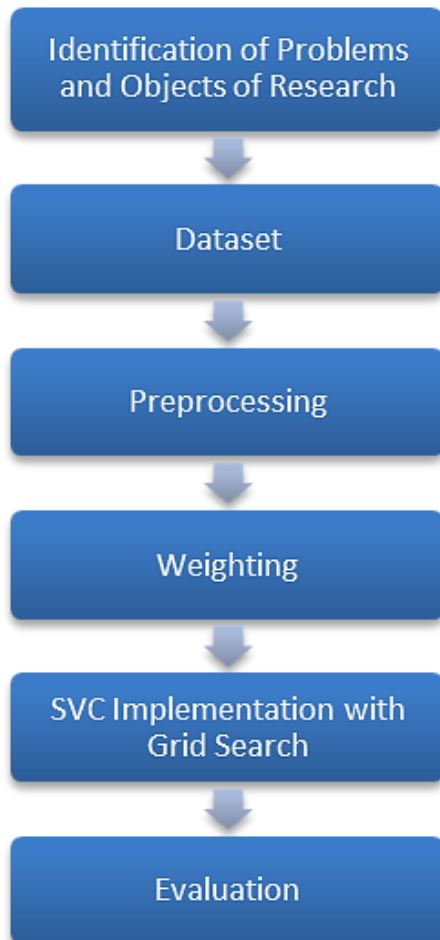 Identification of Problems
and Objects of Research
Dataset
Preprocessing
Weighting
SVC Implementation with
Grid Search
Evaluation